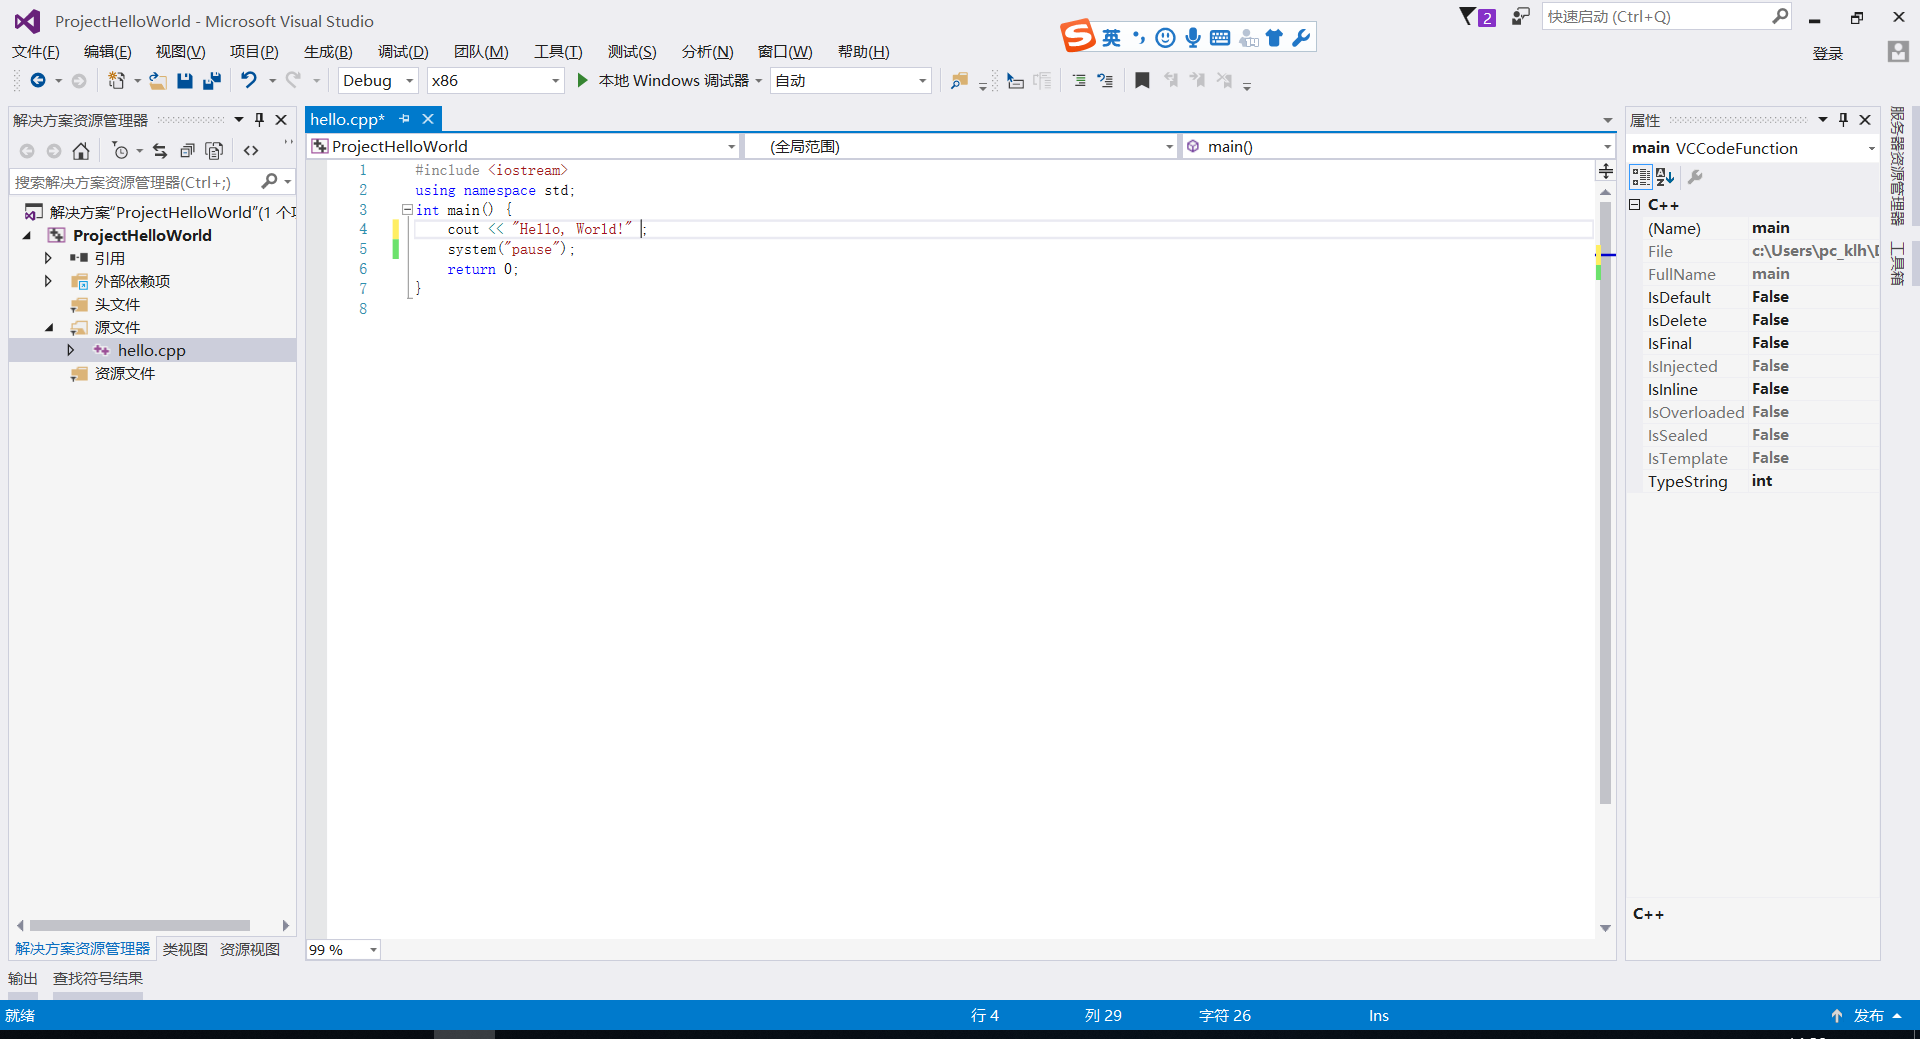 ProjectHelloWorld - Microsoft Visual Studio
2
快速启动 (Ctrl+Q)
英
文件(F) 编辑(E) 视图(V) 项目(P) 生成(B) 调试(D) 团队(M) 工具(T) 测试(S) 分析(N) 窗口(W) 帮助(H)
登录
Debug x86 本地 Windows 调试器 自动
解决方案资源管理器
搜索解决方案资源管理器(Ctrl+;)
解决方案"ProjectHelloWorld"(1 个
ProjectHelloWorld
引用
外部依赖项
头文件
源文件
hello.cpp
资源文件
解决方案资源管理器 类视图 资源视图
hello.cpp*
ProjectHelloWorld (全局范围) main()
1 #include <iostream>
2 using namespace std;
3 int main() {
4 cout << "Hello, World!" ;
5 system("pause");
6 return 0;
7 }
8
99 %
属性
main VCCodeFunction
C++
(Name) main
File c:\Users\pc_klh\
FullName main
IsDefault False
IsDelete False
IsFinal False
IsInjected False
IsInline False
IsOverloaded False
IsSealed False
IsTemplate False
TypeString int
C++
服务器资源管理器
工具箱
输出 查找符号结果
就绪 行 4 列 29 字符 26 Ins 发布